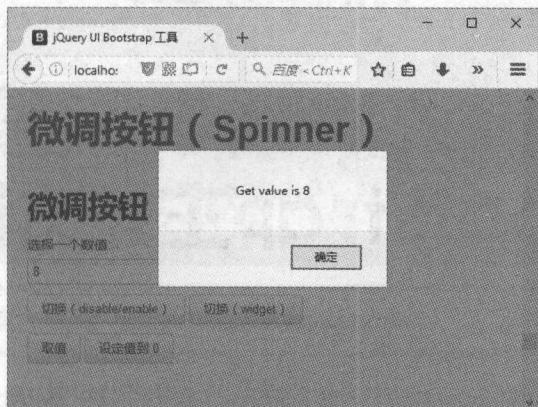 jQuery UI Bootstrap 工具
localho:
百度 <Ctrl+K
微调按钮（Spinner）
微调按钮
Get value is 8
确定
选择一个数值
8
切换（disable/enable）
切换（widget）
取值
设定值到 0